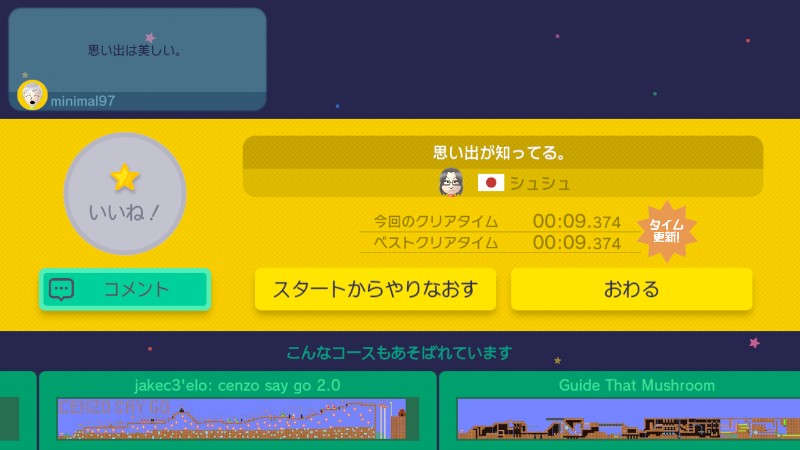 思い出は美しい。
minimal97
いいね！
思い出が知ってる。
シュシュ
今回のクリアタイム 00:09.374
ベストクリアタイム 00:09.374
タイム
更新!
コメント
スタートからやりなおす
おわる
こんなコースもあそばれています
jakec3'elo: cenzo say go 2.0
Guide That Mushroom
CENZO SAY GO